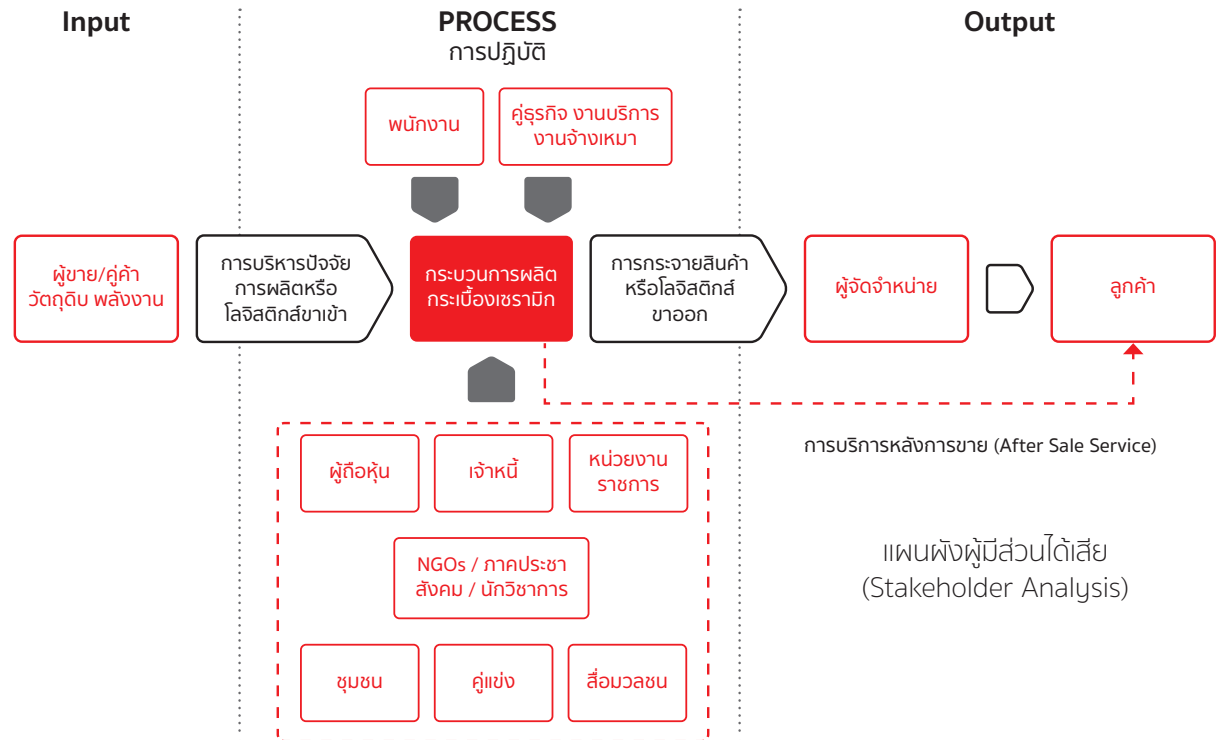 Input
PROCESS
การปฏิบัติ
Output
พนักงาน
คู่ธุรกิจ งานบริการ
งานจ้างเหมา
ผู้ขาย/คู่ค้า
วัตถุดิบ พลังงาน
การบริหารปัจจัย
การผลิตหรือ
โลจิสติกส์ขาเข้า
กระบวนการผลิต
กระเบื้องเซรามิก
การกระจายสินค้า
หรือโลจิสติกส์
ขาออก
ผู้จัดจำหน่าย
ลูกค้า
การบริการหลังการขาย (After Sale Service)
ผู้ถือหุ้น
เจ้าหนี้
หน่วยงาน
ราชการ
NGOs / ภาคประชา
สังคม / นักวิชาการ
ชุมชน
คู่แข่ง
สื่อมวลชน
แผนผังผู้มีส่วนได้เสีย
(Stakeholder Analysis)